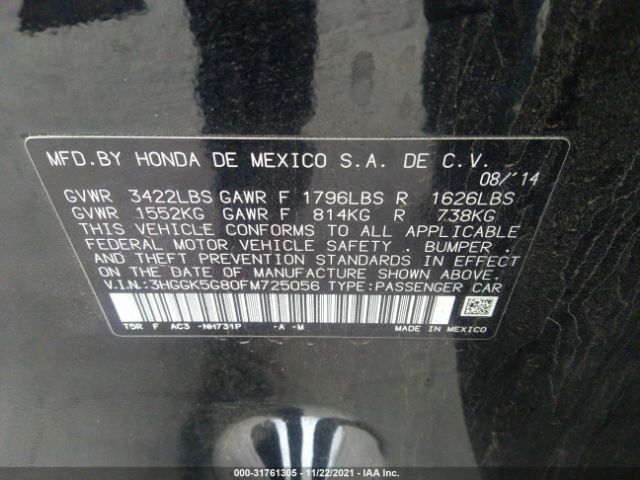 MFD.BY HONDA DE MEXICO S.A. DE C.V.
08/'14
GVWR 3422LBS GAWR F 1796LBS R 1626LBS
GVWR 1552KG GAWR F 814KG R 738KG
THIS VEHICLE CONFORMS TO ALL APPLICABLE
FEDERAL MOTOR VEHICLE SAFETY . BUMPER .
AND THEFT PREVENTION STANDARDS IN EFFECT
ON THE DATE OF MANUFACTURE SHOWN ABOVE
V.I.N.:3HGGK5G80FM725056 TYPE:PASSENGER CAR
T5R F AC3 -NH731P -A -M MADE IN MEXICO
000-31761305 - 11/22/2021 - IAA Inc.